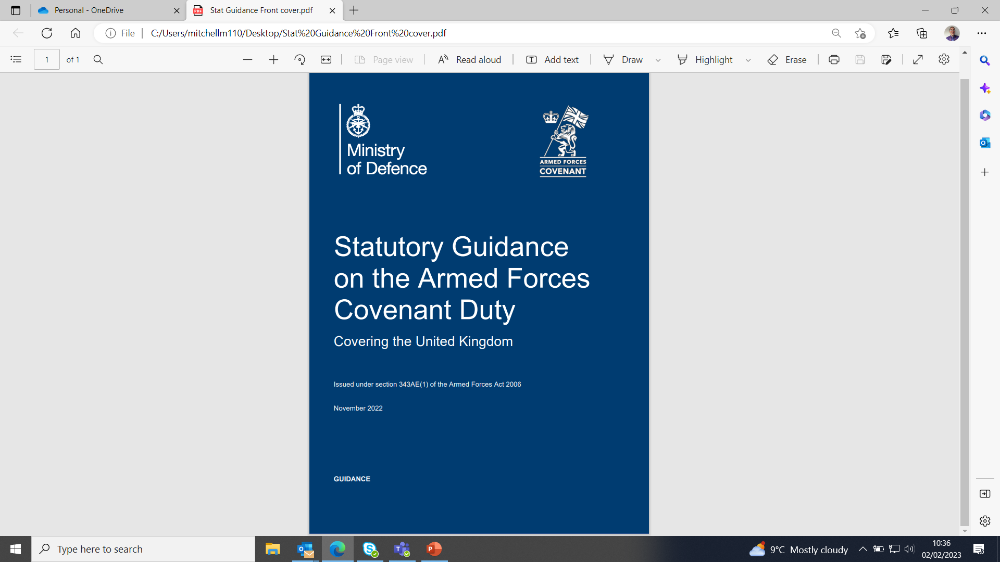 Personal - OneDrive
PDF
Stat Guidance Front cover.pdf
File
C:/Users/mitchellm110/Desktop/Stat%20Guidance%20Front%20cover.pdf
1
of 1
Page view
Read aloud
Add text
Draw
Highlight
Erase
Ministry
of Defence
ARMED FORCES
COVENANT
Statutory Guidance
on the Armed Forces
Covenant Duty
Covering the United Kingdom
Issued under section 343AE(1) of the Armed Forces Act 2006
November 2022
GUIDANCE
Type here to search
9°C Mostly cloudy
10:36
02/02/2023